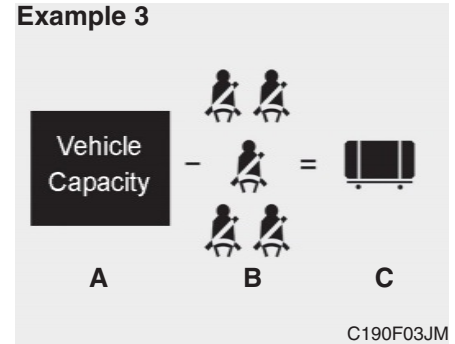 Example 3
Vehicle
Capacity
- =
A B C
C190F03JM